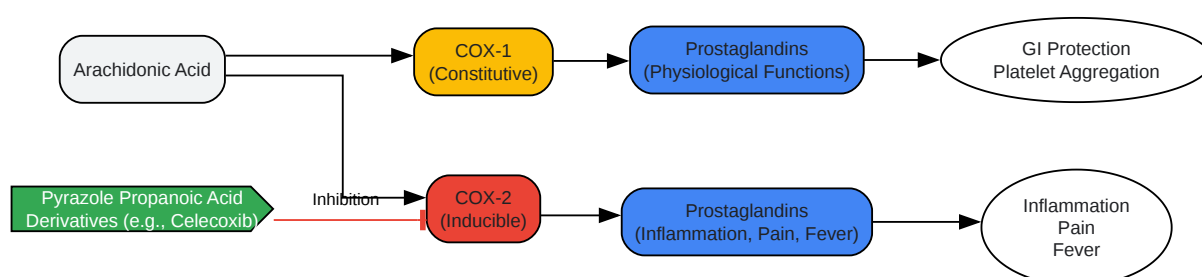 Arachidonic Acid
COX-1
(Constitutive)
Prostaglandins
(Physiological Functions)
GI Protection
Platelet Aggregation
Pyrazole Propanoic Acid
Derivatives (e.g., Celecoxib)
Inhibition
COX-2
(Inducible)
Prostaglandins
(Inflammation, Pain, Fever)
Inflammation
Pain
Fever